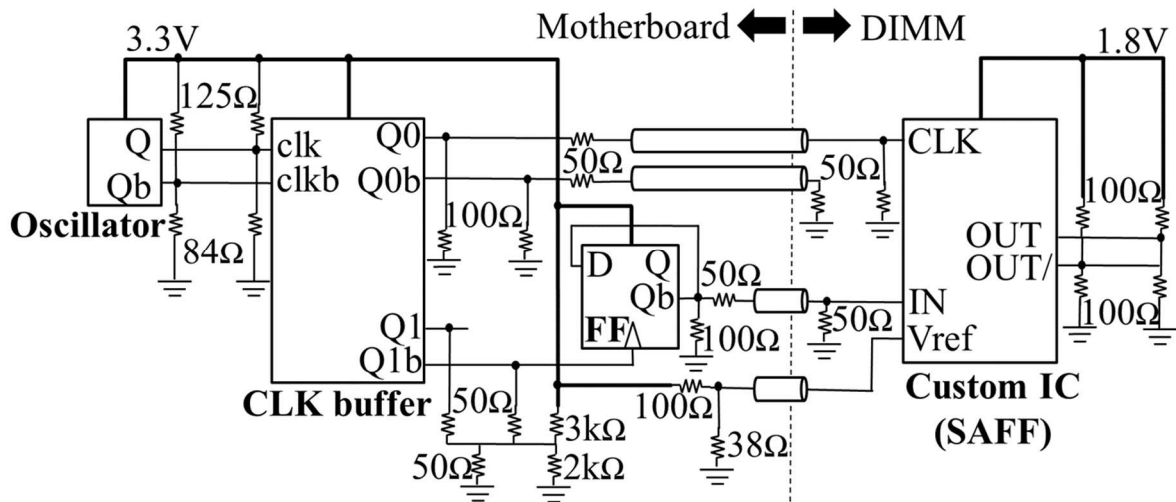 Motherboard DIMM
3.3V 1.8V
125Ω
Q clk Q0 CLK
Qb clkb Q0b 50Ω 50Ω
Oscillator
84Ω 100Ω 100Ω
D Q OUT
Qb 50Ω OUT/
FF 100Ω 50Ω IN 100Ω
Q1 Vref
Q1b
CLK buffer 50Ω 100Ω Custom IC
3kΩ 38Ω (SAFF)
50Ω 2kΩ